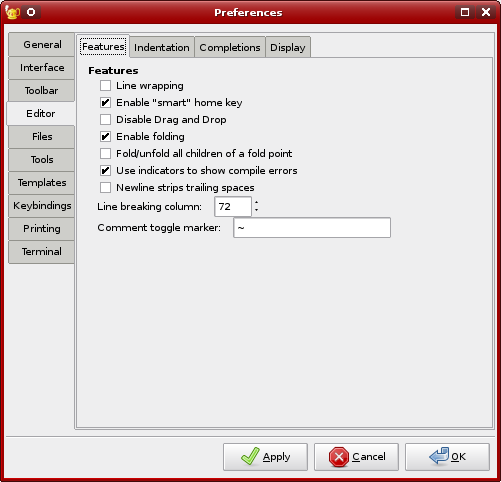 Preferences
General
Interface
Toolbar
Editor
Files
Tools
Templates
Keybindings
Printing
Terminal
Features Indentation Completions Display
Features
Line wrapping
Enable "smart" home key
Disable Drag and Drop
Enable folding
Fold/unfold all children of a fold point
Use indicators to show compile errors
Newline strips trailing spaces
Line breaking column: 72
Comment toggle marker: ~
Apply Cancel OK